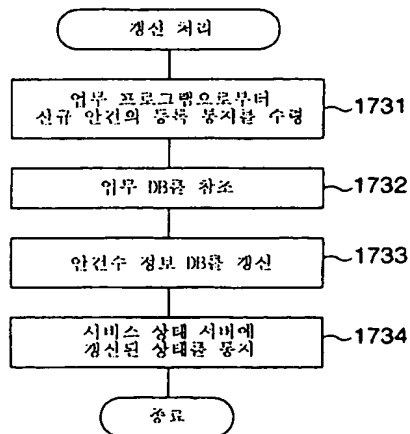 갱신 처리
업무 프로그램으로부터
신규 안건의 등록 통지를 수령
1731
업무 DB를 참조
1732
안건수 정보 DB를 갱신
1733
서비스 상태 서버에
갱신된 상태를 통지
1734
종료